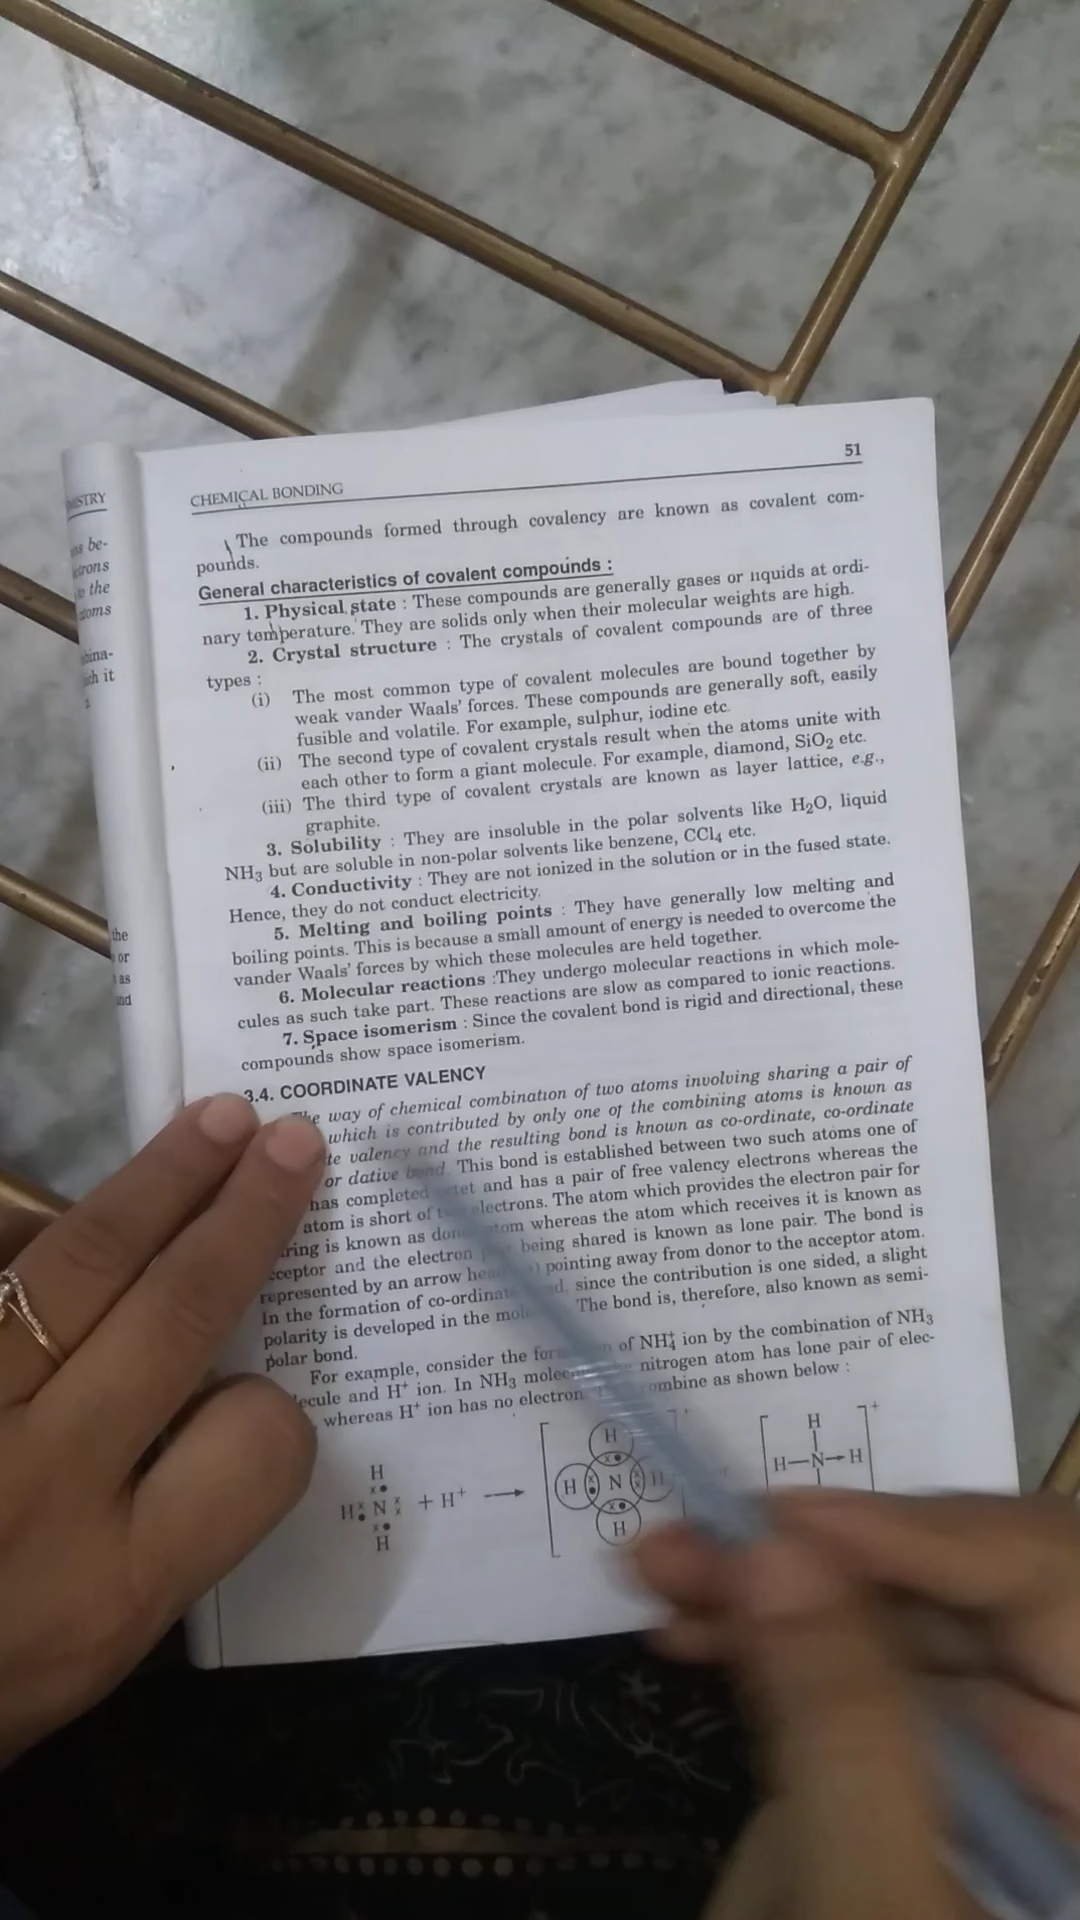 MISTRY
be-
the
it
the
or
as
and
51
CHEMICAL BONDING
The compounds formed through covalency are known as covalent com-
pounds.
General characteristics of covalent compounds :
1. Physical state : These compounds are generally gases or liquids at ordi-
nary temperature. They are solids only when their molecular weights are high.
2. Crystal structure : The crystals of covalent compounds are of three
types :
(i) The most common type of covalent molecules are bound together by
weak vander Waals' forces. These compounds are generally soft, easily
fusible and volatile. For example, sulphur, iodine etc
(ii) The second type of covalent crystals result when the atoms unite with
each other to form a giant molecule. For example, diamond, SiO₂ etc.
(iii) The third type of covalent crystals are known as layer lattice, e.g.,
graphite.
3. Solubility : They are insoluble in the polar solvents like H₂O, liquid
NH₃ but are soluble in non-polar solvents like benzene, CCl₄ etc.
4. Conductivity : They are not ionized in the solution or in the fused state.
Hence, they do not conduct electricity.
5. Melting and boiling points : They have generally low melting and
boiling points. This is because a small amount of energy is needed to overcome the
vander Waals' forces by which these molecules are held together.
6. Molecular reactions :They undergo molecular reactions in which mole-
cules as such take part. These reactions are slow as compared to ionic reactions.
7. Space isomerism : Since the covalent bond is rigid and directional, these
compounds show space isomerism.
3.4. COORDINATE VALENCY
way of chemical combination of two atoms involving sharing a pair of
which is contributed by only one of the combining atoms is known as
valency and the resulting bond is known as co-ordinate, co-ordinate
or dative bond. This bond is established between two such atoms one of
has completed octet and has a pair of free valency electrons whereas the
atom is short of electrons. The atom which provides the electron pair for
is known as donor atom whereas the atom which receives it is known as
and the electron being shared is known as lone pair. The bond is
represented by an arrow pointing away from donor to the acceptor atom.
In the formation of since the contribution is one sided, a slight
polarity is developed in the The bond is, therefore, also known as semi-
polar bond.
For example, consider the of NH₄⁺ ion by the combination of NH₃
and H⁺ ion. In NH₃ nitrogen atom has lone pair of elec-
whereas H⁺ ion has no electron. combine as shown below :
H
H N + H⁺ ⟶
H
H
H N H
H
+
H
H—N→H
+